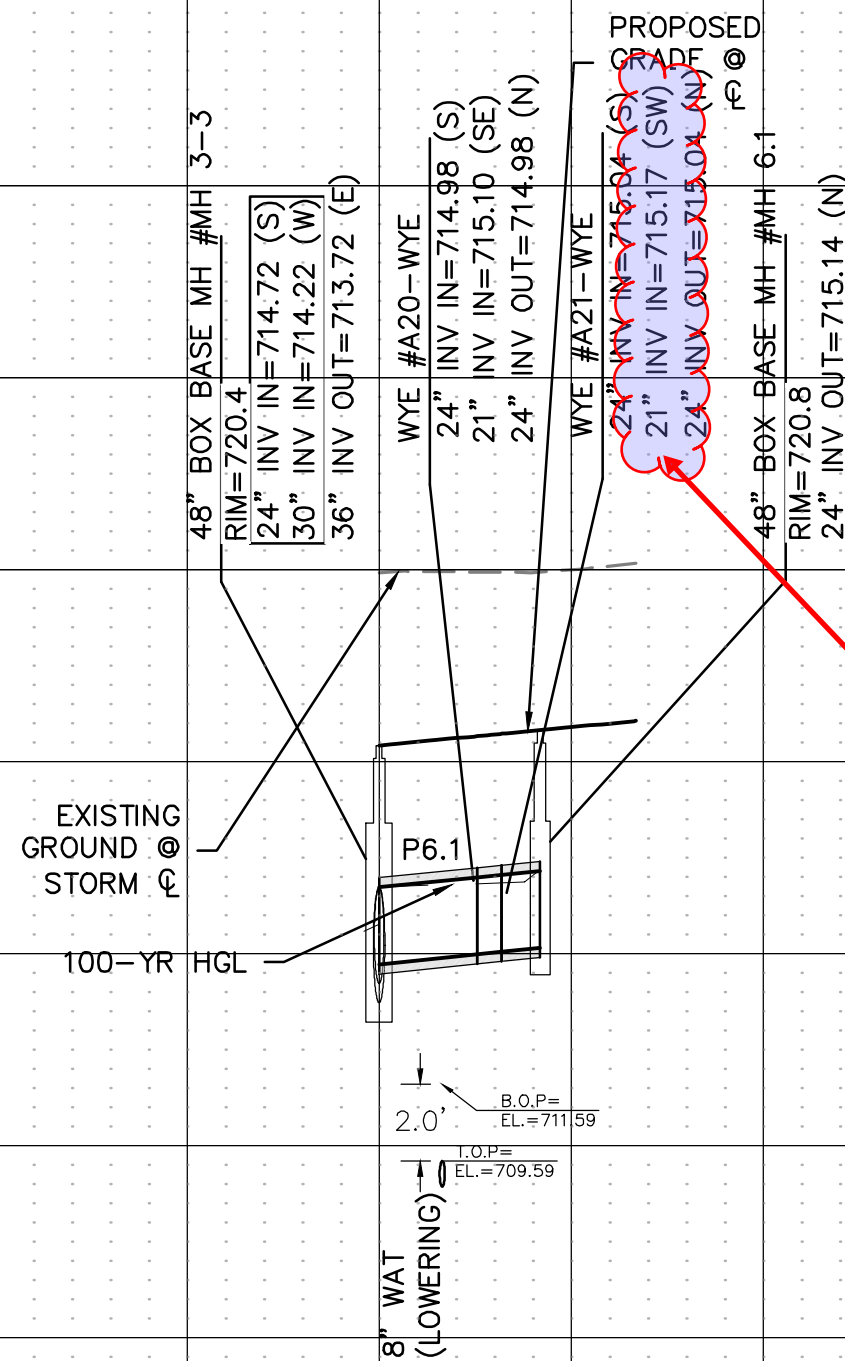 PROPOSED
GRADE @
℄
48" BOX BASE MH #MH 3-3
RIM=720.4
24" INV IN=714.72 (S)
30" INV IN=714.22 (W)
36" INV OUT=713.72 (E)
WYE #A20-WYE
24" INV IN=714.98 (S)
21" INV IN=715.10 (SE)
24" INV OUT=714.98 (N)
WYE #A21-WYE
24" INV IN=715.04 (S)
21" INV IN=715.17 (SW)
24" INV OUT=715.04 (N)
48" BOX BASE MH #MH 6.1
RIM=720.8
24" INV OUT=715.14 (N)
EXISTING
GROUND @
STORM ℄
P6.1
100-YR HGL
2.0'
B.O.P=
EL.=711.59
T.O.P=
EL.=709.59
8" WAT
(LOWERING)